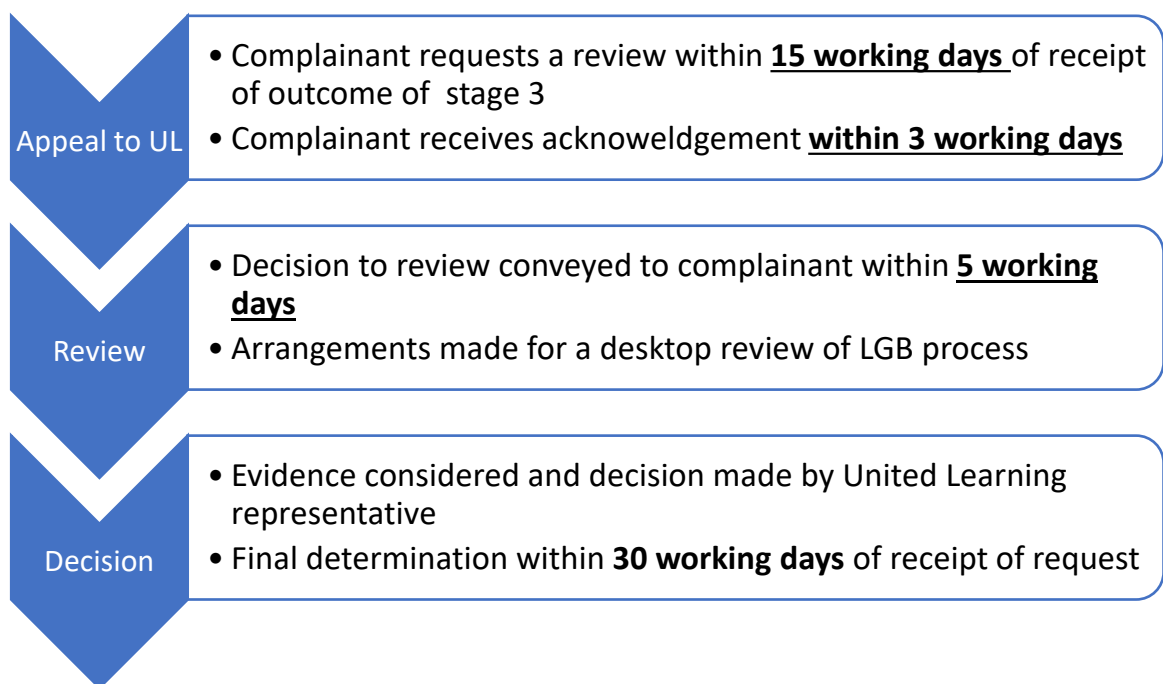 Appeal to UL
• Complainant requests a review within 15 working days of receipt
of outcome of stage 3
• Complainant receives acknoweldgement within 3 working days
Review
• Decision to review conveyed to complainant within 5 working
days
• Arrangements made for a desktop review of LGB process
Decision
• Evidence considered and decision made by United Learning
representative
• Final determination within 30 working days of receipt of request